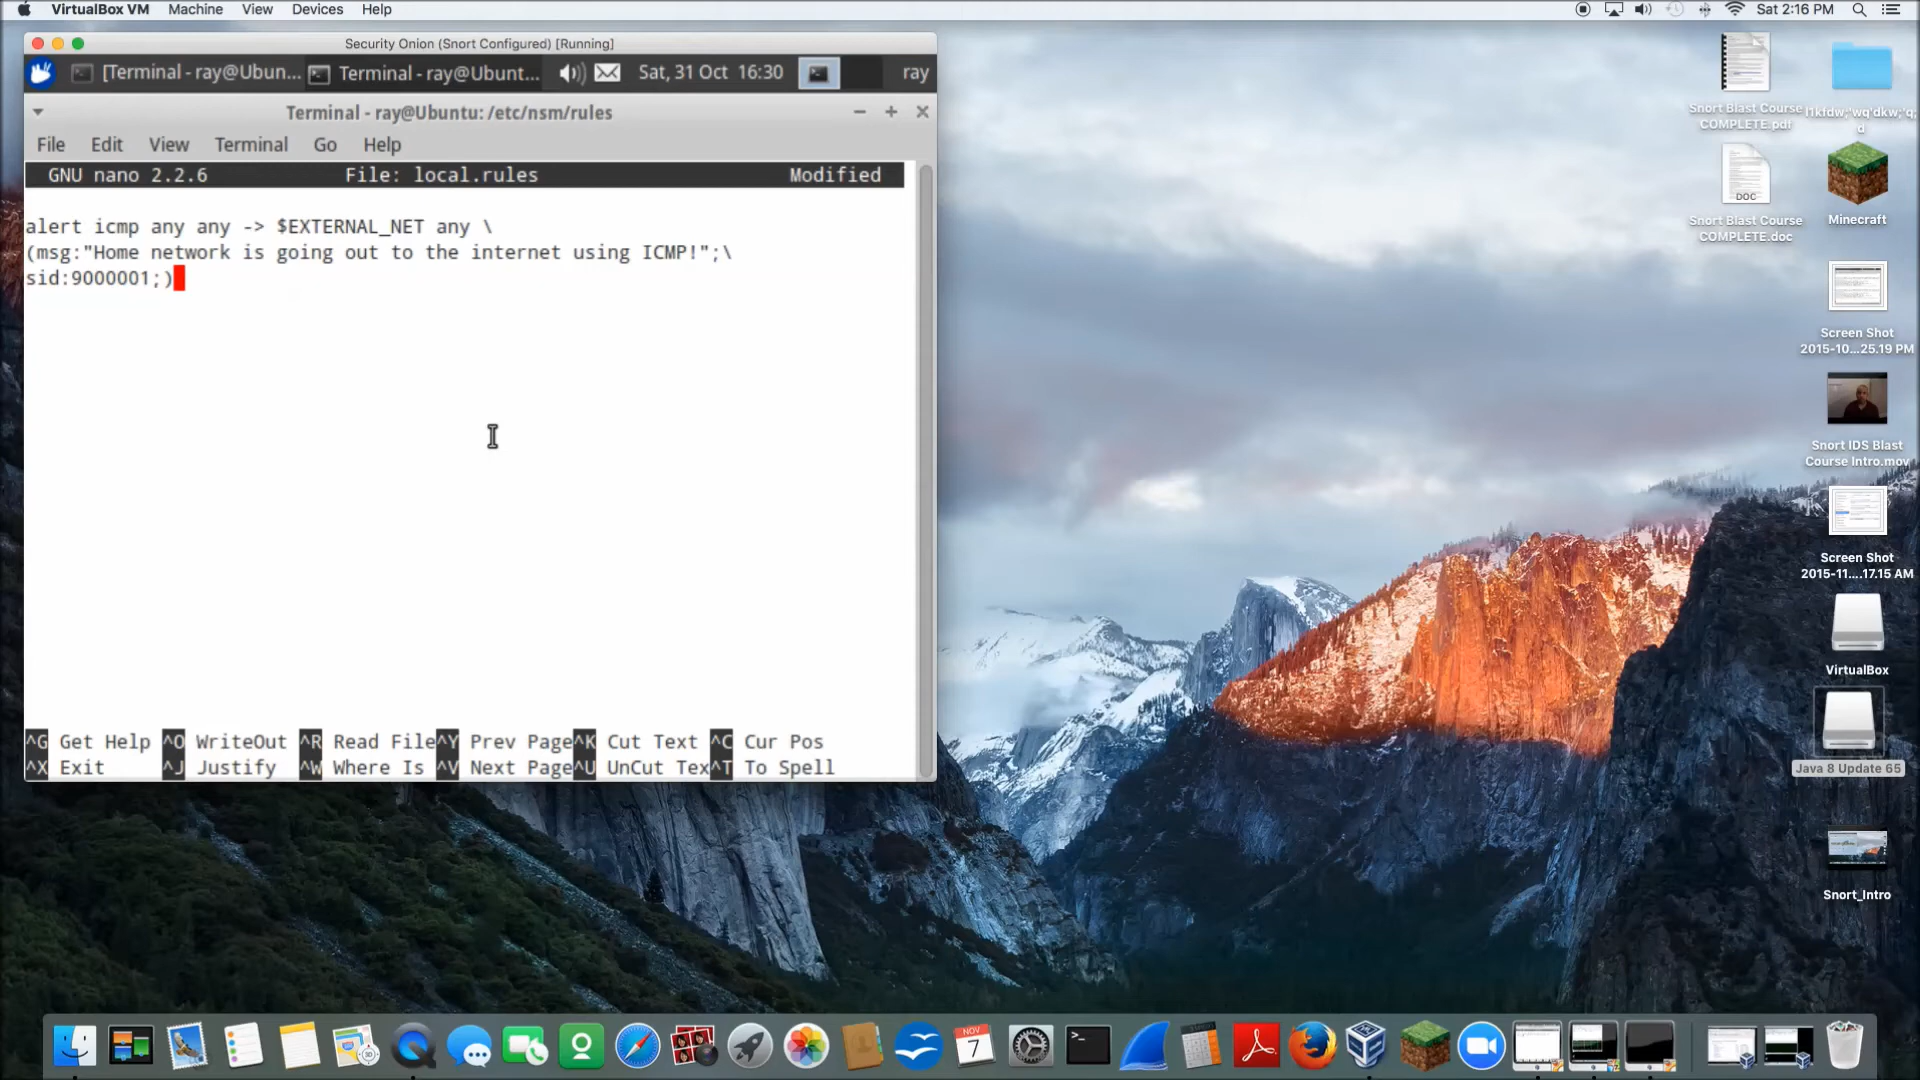 VirtualBox VM Machine View Devices Help Sat 2:16 PM
Security Onion (Snort Configured) [Running]
[Terminal - ray@Ubun... Terminal - ray@Ubunt... Sat, 31 Oct 16:30 ray
Terminal - ray@Ubuntu: /etc/nsm/rules
File Edit View Terminal Go Help
GNU nano 2.2.6 File: local.rules Modified
alert icmp any any -> $EXTERNAL_NET any \
(msg:"Home network is going out to the internet using ICMP!";\
sid:9000001;)
^G Get Help ^O WriteOut ^R Read File^Y Prev Page^K Cut Text ^C Cur Pos
^X Exit ^J Justify ^W Where Is ^V Next Page^U UnCut Tex^T To Spell
Snort Blast Course
COMPLETE.pdf
DOC
Snort Blast Course
COMPLETE.doc
Minecraft
Screen Shot
2015-10...25.19 PM
Snort IDS Blast
Course Intro.mov
Screen Shot
2015-11....17.15 AM
VirtualBox
Java 8 Update 65
Snort_Intro
NOV
7